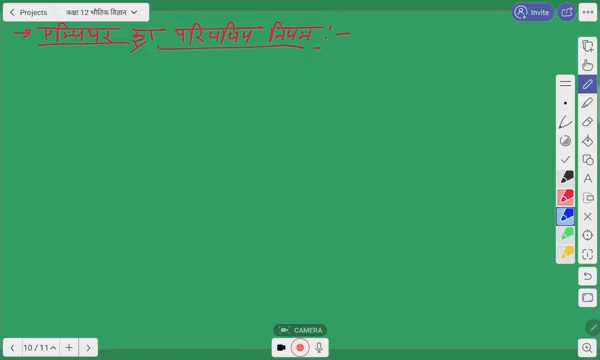 Projects
कक्षा 12 भौतिक विज्ञान
Invite
→ एम्पियर का परिपथिय नियम :-
A
10 / 11
CAMERA